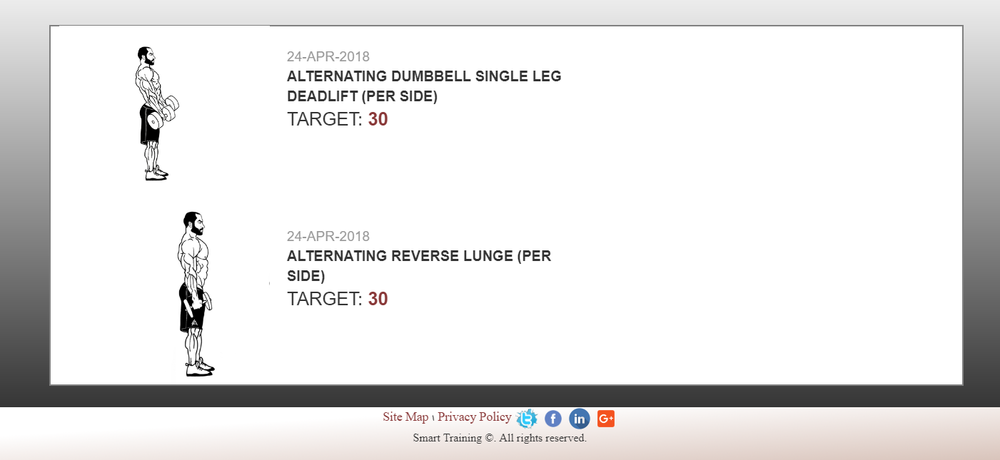 24-APR-2018
ALTERNATING DUMBBELL SINGLE LEG
DEADLIFT (PER SIDE)
TARGET: 30
24-APR-2018
ALTERNATING REVERSE LUNGE (PER
SIDE)
TARGET: 30
Site Map \ Privacy Policy t f in G+
Smart Training ©. All rights reserved.